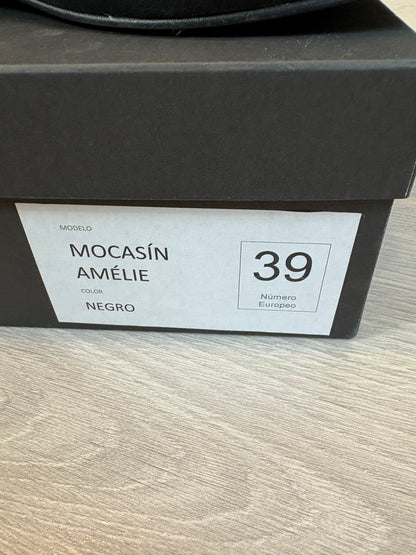 MODELO
MOCASÍN
AMÉLIE
COLOR
NEGRO
39
Número
Europeo